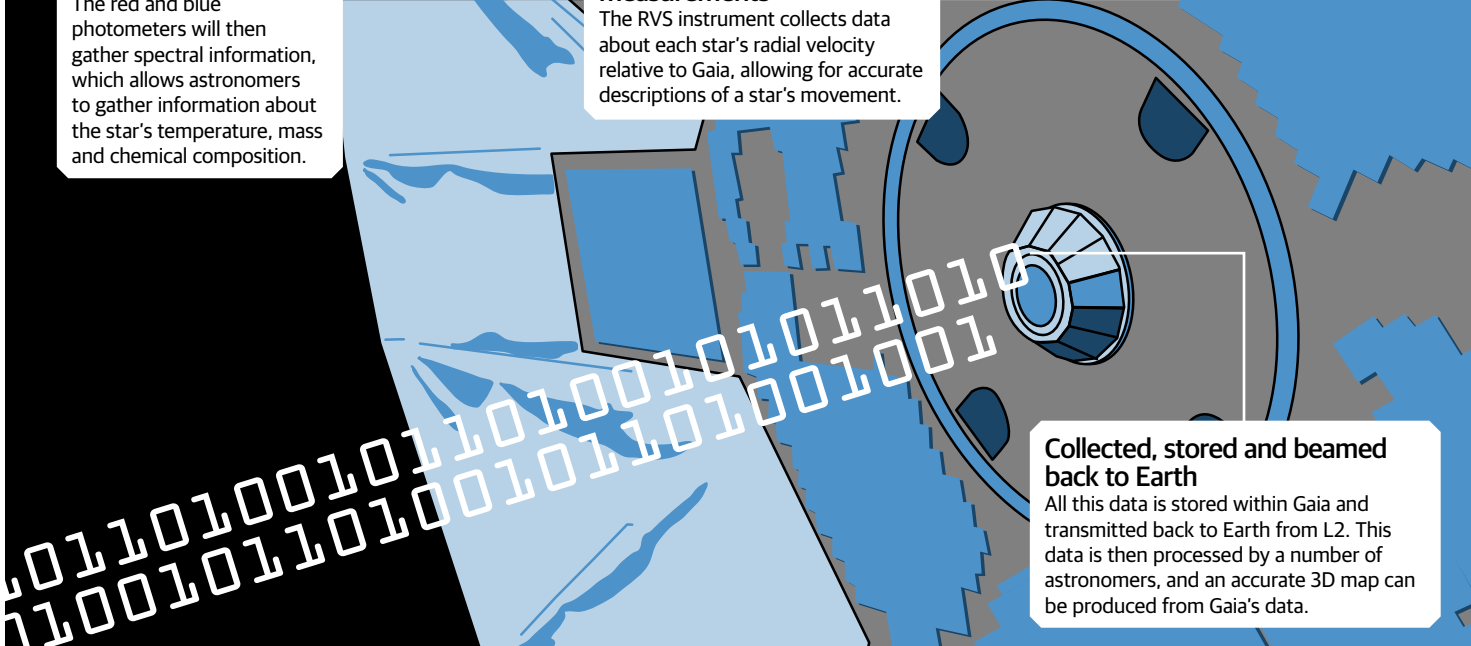 The red and blue
photometers will then
gather spectral information,
which allows astronomers
to gather information about
the star's temperature, mass
and chemical composition.
measurements
The RVS instrument collects data
about each star's radial velocity
relative to Gaia, allowing for accurate
descriptions of a star's movement.
1011010010110100101011010
10010110100101101001001
Collected, stored and beamed
back to Earth
All this data is stored within Gaia and
transmitted back to Earth from L2. This
data is then processed by a number of
astronomers, and an accurate 3D map can
be produced from Gaia's data.